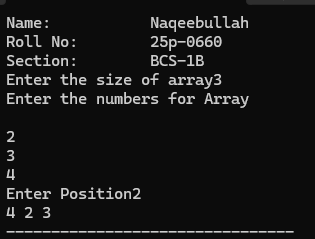 Name:           Naqeebullah
Roll No:        25p-0660
Section:        BCS-1B
Enter the size of array3
Enter the numbers for Array

2
3
4
Enter Position2
4 2 3
--------------------------------